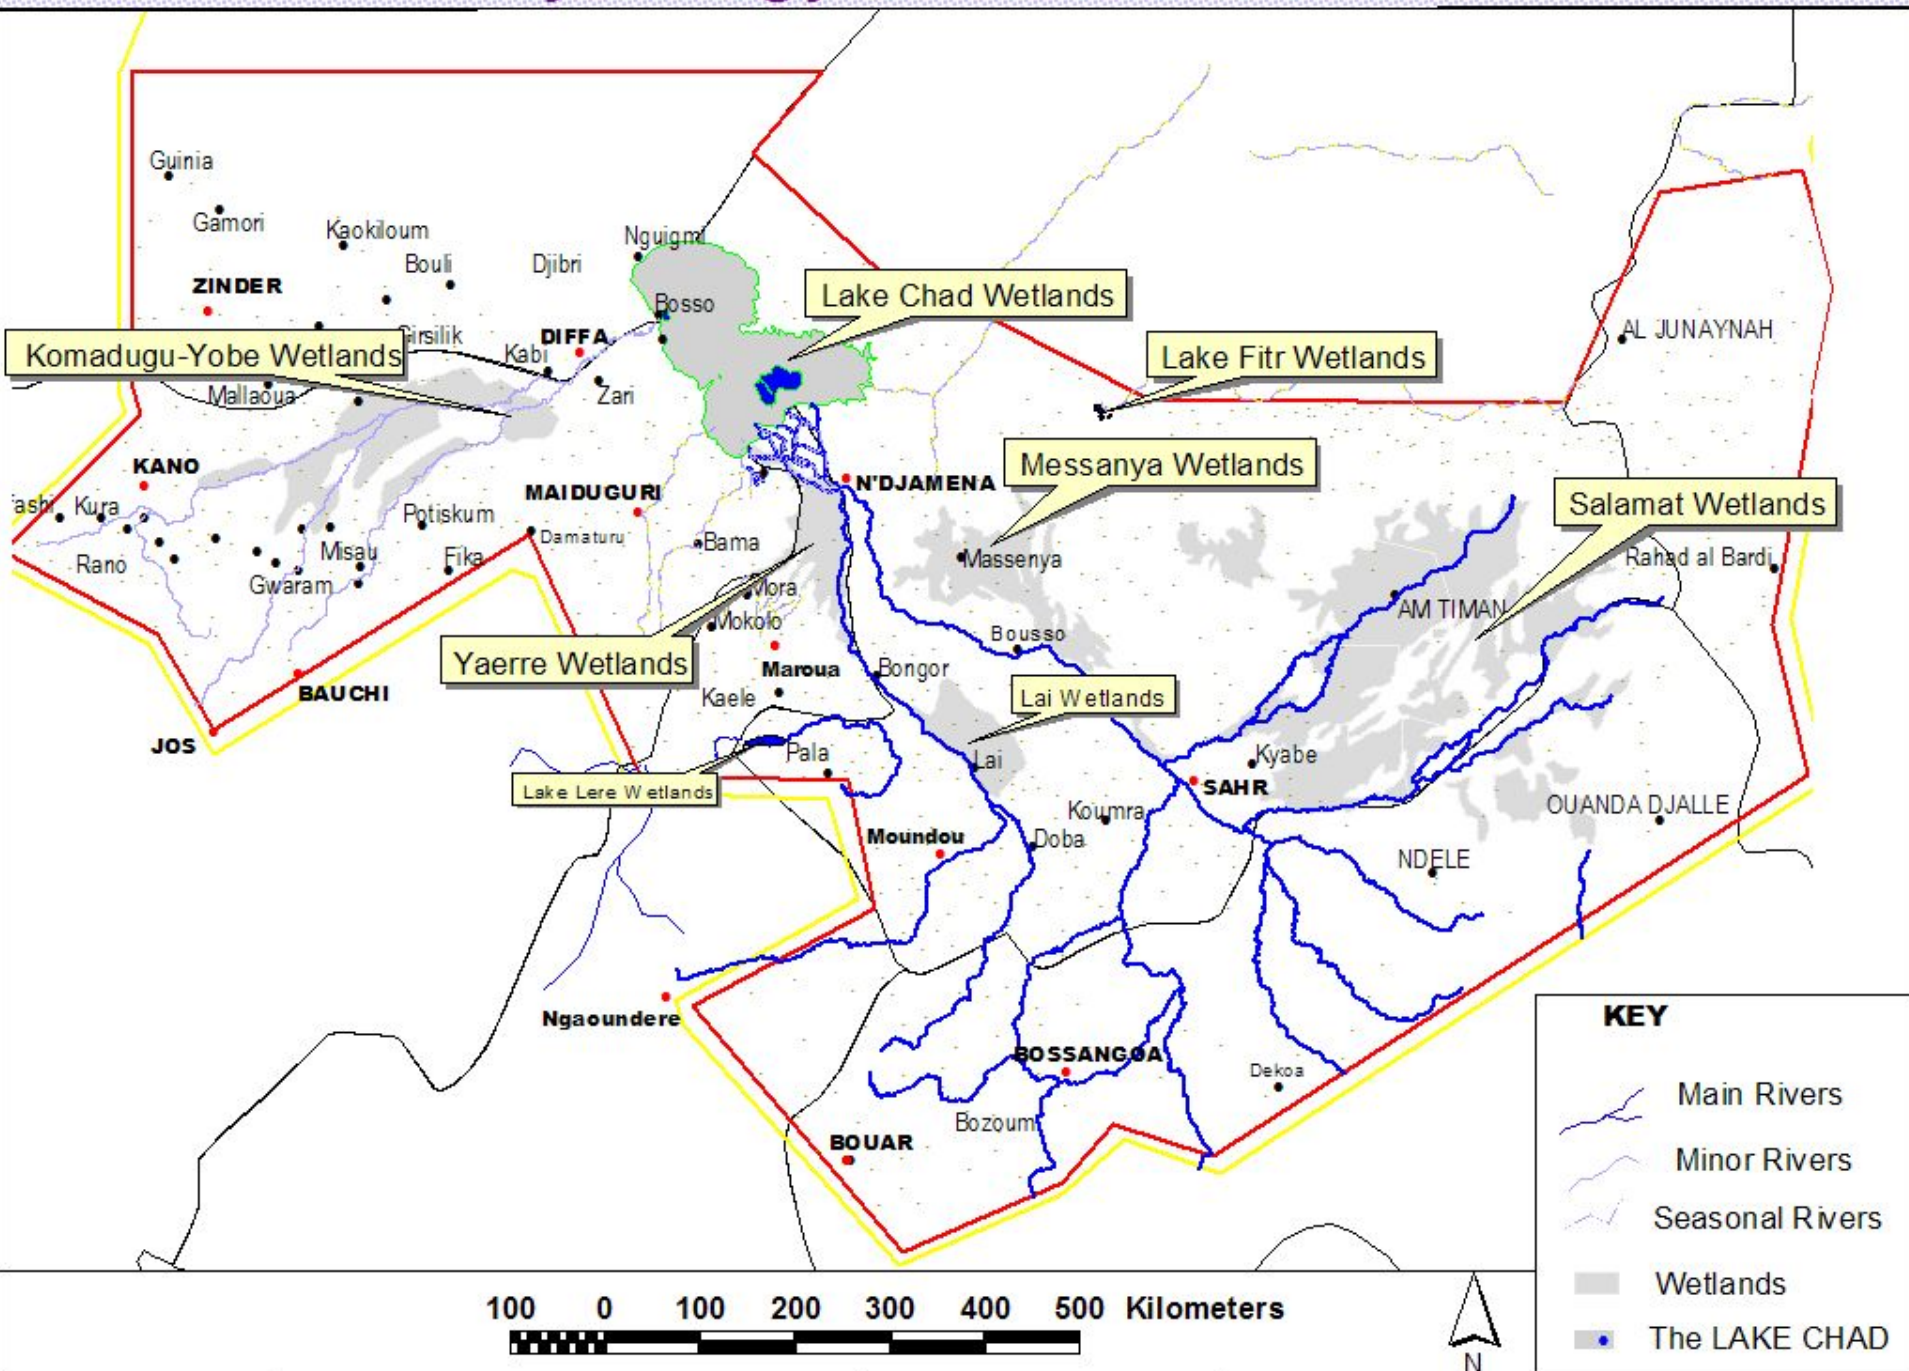 Guinia
Gamori
Kaokiloum
Bouli
Djibri
Nguigmi
ZINDER
Bosso
Lake Chad Wetlands
DIFFA
Girsilik
Kabi
Komadugu-Yobe Wetlands
Lake Fitr Wetlands
AL JUNAYNAH
Mallaoua
Zari
KANO
Kura
MAIDUGURI
N'DJAMENA
Messanya Wetlands
Salamat Wetlands
Potiskum
Damaturu
Bama
Massenya
Rano
Misau
Fika
Gwaram
Mora
Mokolo
Rahad al Bardi
AM TIMAN
Yaerre Wetlands
Bousso
Maroua
Bongor
Kaele
Lai Wetlands
BAUCHI
JOS
Pala
Lai
Kyabe
Lake Lere Wetlands
SAHR
Koumra
OUANDA DJALLE
Moundou
Doba
NDELE
Ngaoundere
BOSSANGOA
Dekoa
Bozoum
BOUAR
KEY
Main Rivers
Minor Rivers
Seasonal Rivers
Wetlands
The LAKE CHAD
100 0 100 200 300 400 500 Kilometers
N